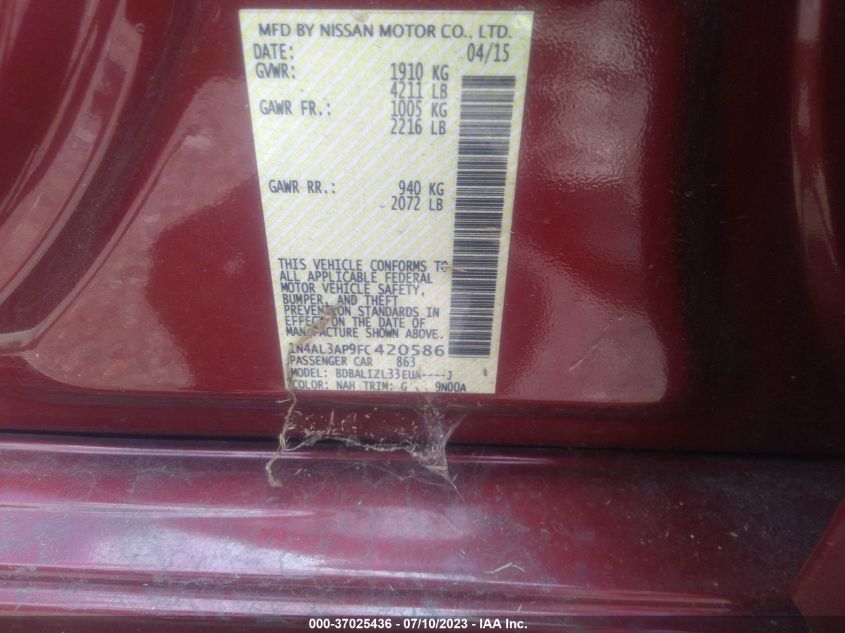 MFD BY NISSAN MOTOR CO., LTD.
DATE: 04/15
GVWR: 1910 KG
4211 LB
GAWR FR.: 1005 KG
2216 LB
GAWR RR.: 940 KG
2072 LB
THIS VEHICLE CONFORMS TO
ALL APPLICABLE FEDERAL
MOTOR VEHICLE SAFETY,
BUMPER, AND THEFT
PREVENTION STANDARDS IN
EFFECT ON THE DATE OF
MANUFACTURE SHOWN ABOVE.
1N4AL3AP9FC420586
PASSENGER CAR 863
MODEL: BDBALIZL33EUA----J
COLOR: NAH TRIM: G 9N00A
000-37025436 - 07/10/2023 - IAA Inc.